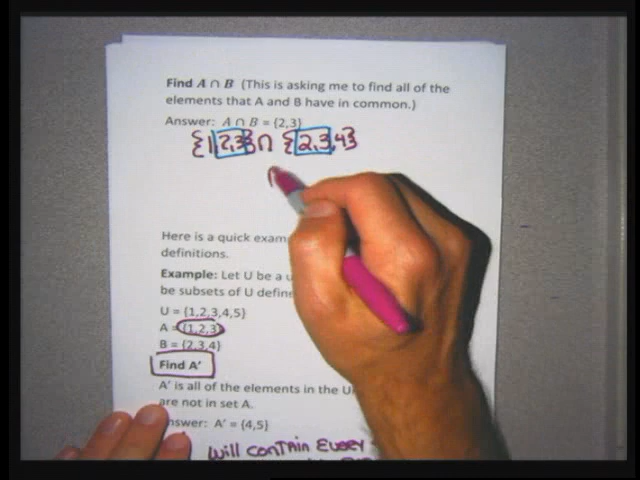 Find A ∩ B (This is asking me to find all of the
elements that A and B have in common.)
Answer: A ∩ B = {2,3}
{1 2,3} ∩ {2,3,4}
Here is a quick
definitions.
Example: Let U be a
be subsets of U
U = {1,2,3,4,5}
A = {1,2,3}
B = {2,3,4}
Find A'
A' is all of the elements in the
are not in set A.
Answer: A' = {4,5}
will contain Every